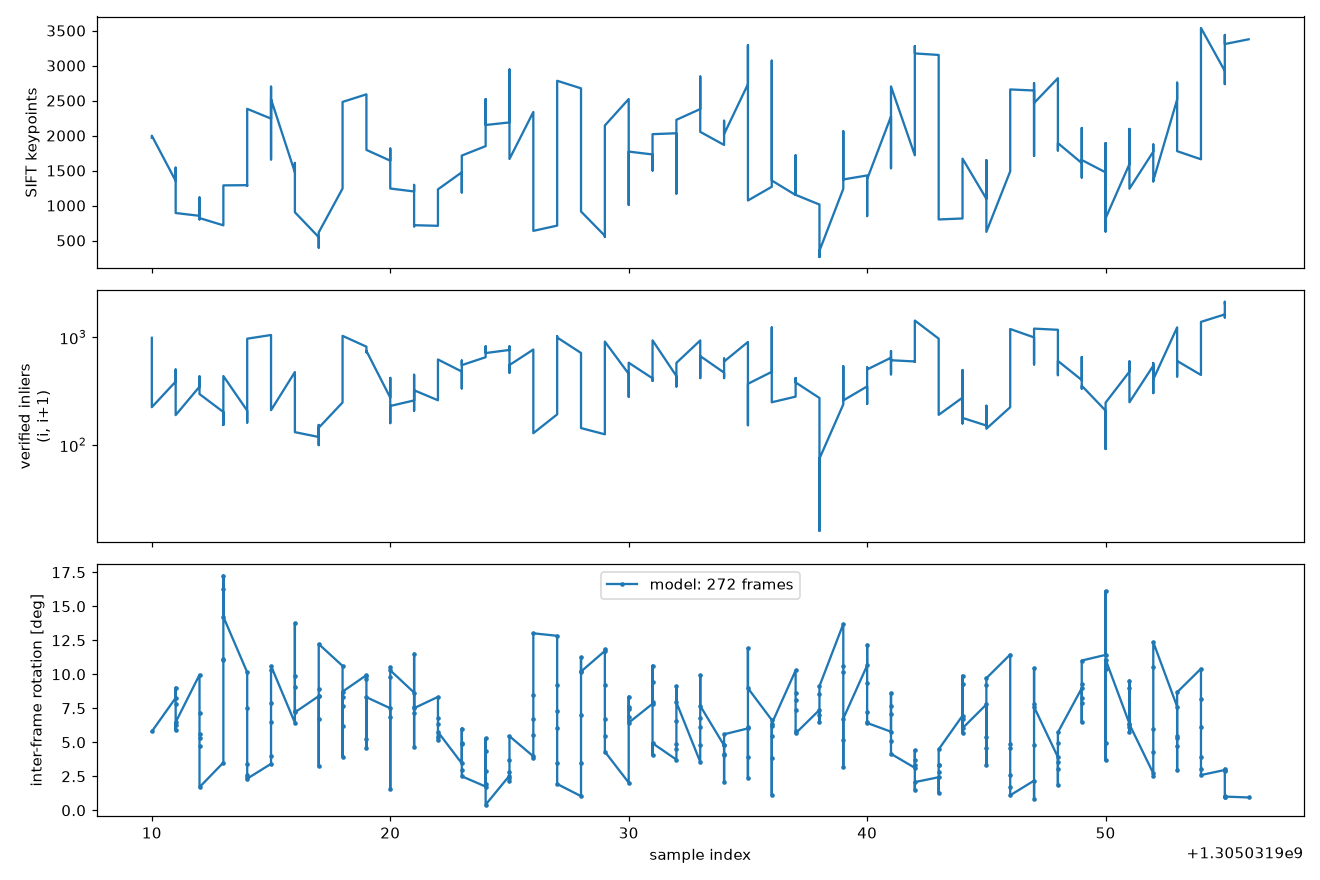 3500
3000
2500
2000
1500
1000
500
SIFT keypoints
10³
10²
verified inliers
(i, i+1)
17.5
15.0
12.5
10.0
7.5
5.0
2.5
0.0
inter-frame rotation [deg]
model: 272 frames
10 20 30 40 50
sample index
+1.3050319e9